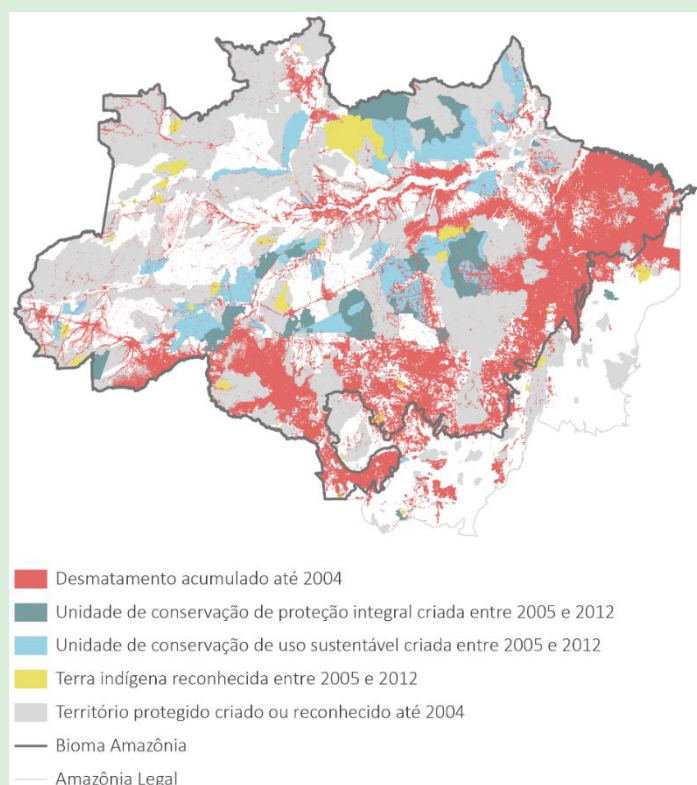 Desmatamento acumulado até 2004
Unidade de conservação de proteção integral criada entre 2005 e 2012
Unidade de conservação de uso sustentável criada entre 2005 e 2012
Terra indígena reconhecida entre 2005 e 2012
Território protegido criado ou reconhecido até 2004
Bioma Amazônia
Amazônia Legal